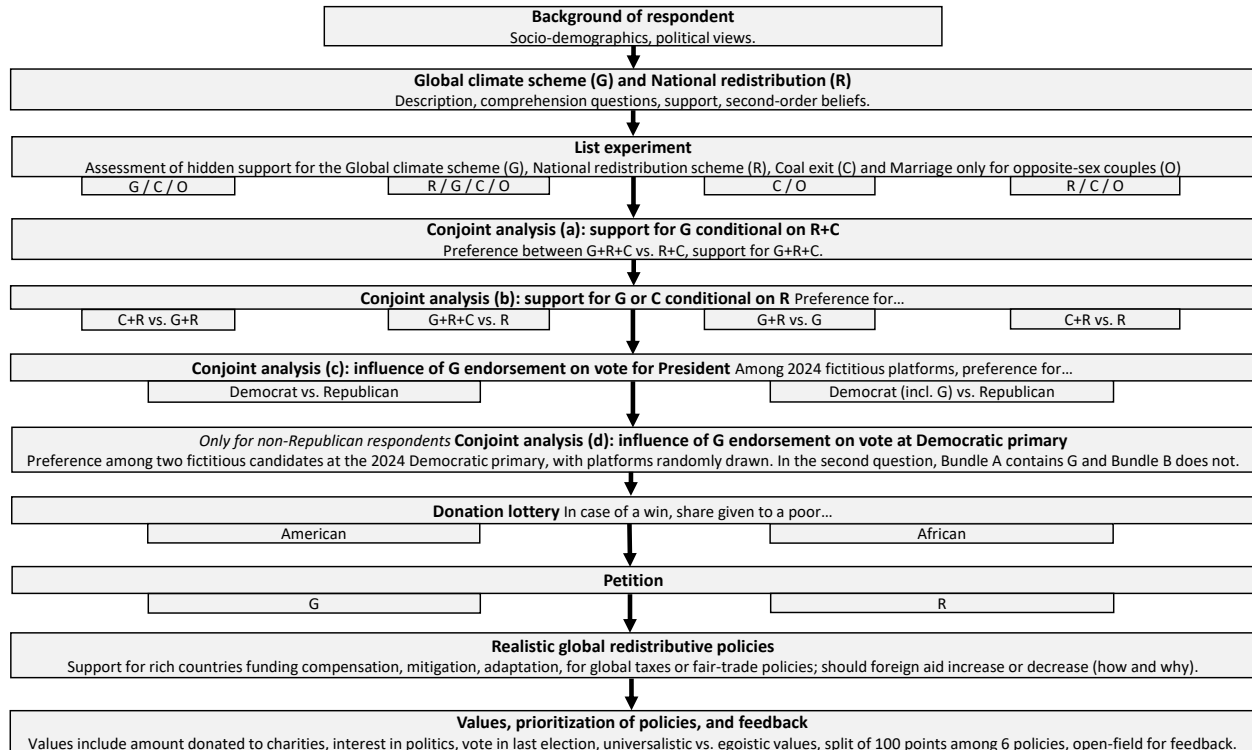 Background of respondent
Socio-demographics, political views.
Global climate scheme (G) and National redistribution (R)
Description, comprehension questions, support, second-order beliefs.
List experiment
Assessment of hidden support for the Global climate scheme (G), National redistribution scheme (R), Coal exit (C) and Marriage only for opposite-sex couples (O)
G / C / O
R / G / C / O
C / O
R / C / O
Conjoint analysis (a): support for G conditional on R+C
Preference between G+R+C vs. R+C, support for G+R+C.
Conjoint analysis (b): support for G or C conditional on R Preference for…
C+R vs. G+R
G+R+C vs. R
G+R vs. G
C+R vs. R
Conjoint analysis (c): influence of G endorsement on vote for President Among 2024 fictitious platforms, preference for…
Democrat vs. Republican
Democrat (incl. G) vs. Republican
Only for non-Republican respondents Conjoint analysis (d): influence of G endorsement on vote at Democratic primary
Preference among two fictitious candidates at the 2024 Democratic primary, with platforms randomly drawn. In the second question, Bundle A contains G and Bundle B does not.
Donation lottery In case of a win, share given to a poor…
American
African
Petition
G
R
Realistic global redistributive policies
Support for rich countries funding compensation, mitigation, adaptation, for global taxes or fair-trade policies; should foreign aid increase or decrease (how and why).
Values, prioritization of policies, and feedback
Values include amount donated to charities, interest in politics, vote in last election, universalistic vs. egoistic values, split of 100 points among 6 policies, open-field for feedback.